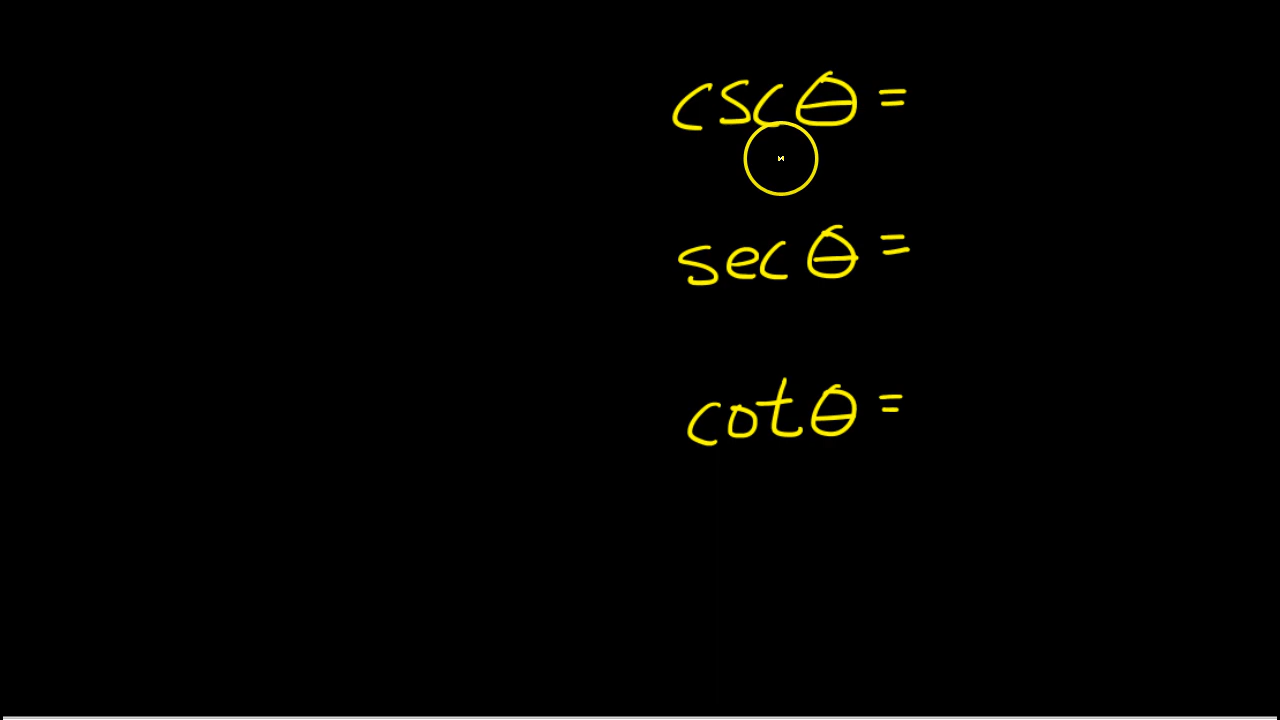 cscθ =
secθ =
cotθ =